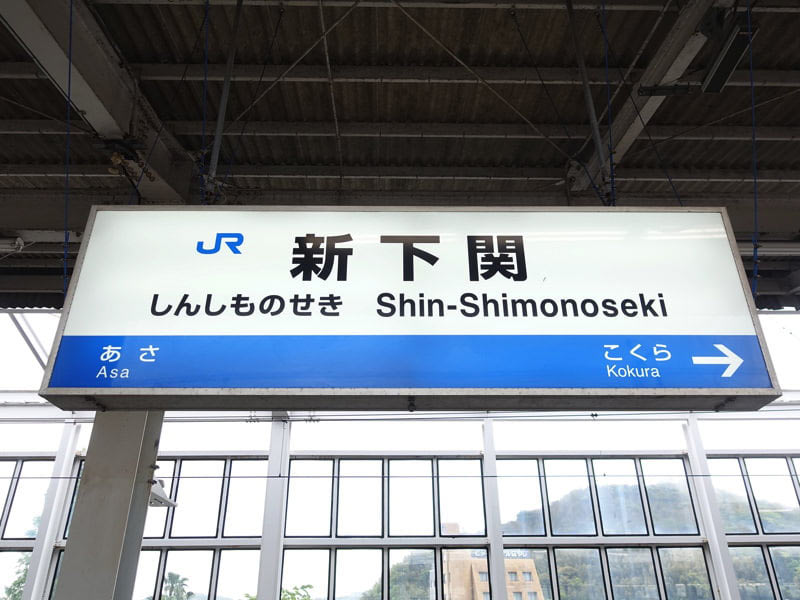 JR 新下関
しんしものせき Shin-Shimonoseki
あさ こくら →
Asa Kokura